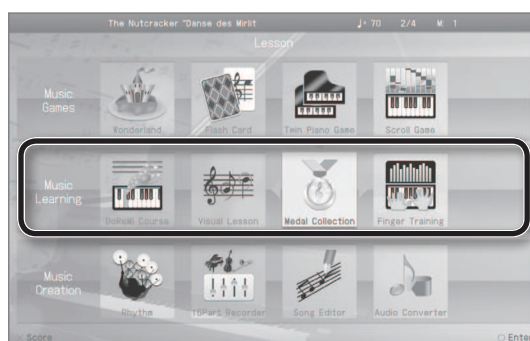 The Nutcracker "Danse des Mirlit ♩= 70 2/4 M: 1
Lesson
Music Games
Wonderland Flash Card Twin Piano Game Scroll Game
Music Learning
DoReMi Course Visual Lesson Medal Collection Finger Training
Music Creation
Rhythm 16Part Recorder Song Editor Audio Converter
Score Enter